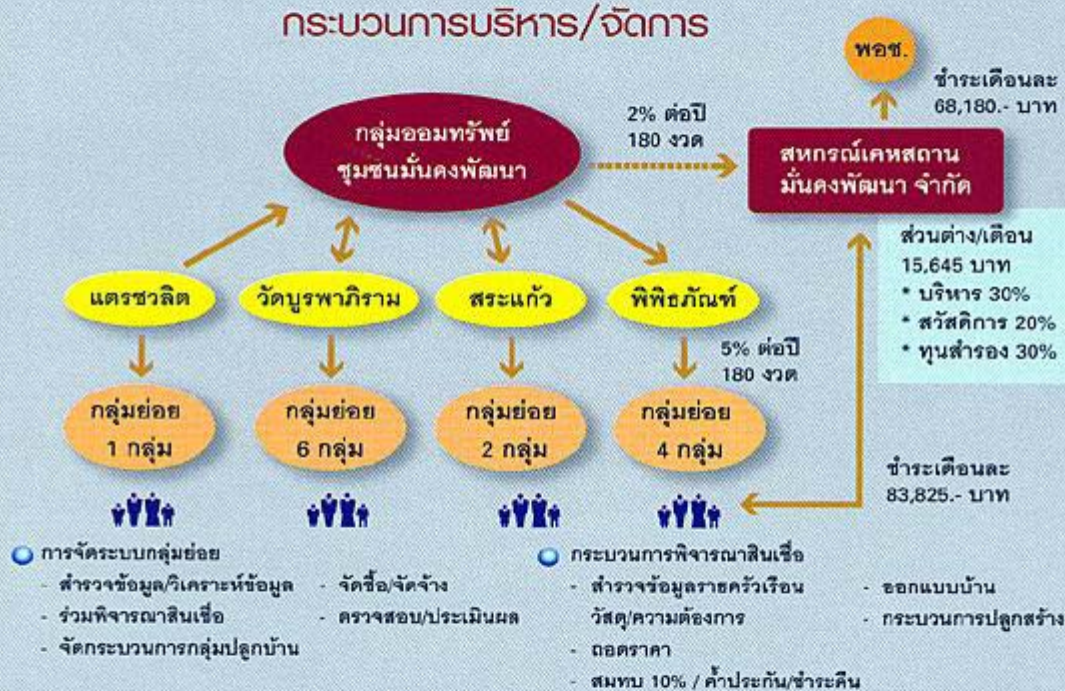 กระบวนการบริหาร/จัดการ
พอช.
ชำระเดือนละ
68,180.- บาท
กลุ่มออมทรัพย์
ชุมชนมั่นคงพัฒนา
2% ต่อปี
180 งวด
สหกรณ์เคหสถาน
มั่นคงพัฒนา จำกัด
ส่วนต่าง/เดือน
15,645 บาท
* บริหาร 30%
* สวัสดิการ 20%
* ทุนสำรอง 30%
แตรชวลิต
วัดบูรพาภิราม
สระแก้ว
พิพิธภัณฑ์
5% ต่อปี
180 งวด
กลุ่มย่อย
1 กลุ่ม
กลุ่มย่อย
6 กลุ่ม
กลุ่มย่อย
2 กลุ่ม
กลุ่มย่อย
4 กลุ่ม
ชำระเดือนละ
83,825.- บาท
การจัดระบบกลุ่มย่อย
- สำรวจข้อมูล/วิเคราะห์ข้อมูล
- ร่วมพิจารณาสินเชื่อ
- จัดกระบวนการกลุ่มปลูกบ้าน
- จัดซื้อ/จัดจ้าง
- ตรวจสอบ/ประเมินผล
กระบวนการพิจารณาสินเชื่อ
- สำรวจข้อมูลรายครัวเรือน
วัสดุ/ความต้องการ
- ถอดราคา
- สมทบ 10% / ค้ำประกัน/ชำระคืน
- ออกแบบบ้าน
- กระบวนการปลูกสร้าง